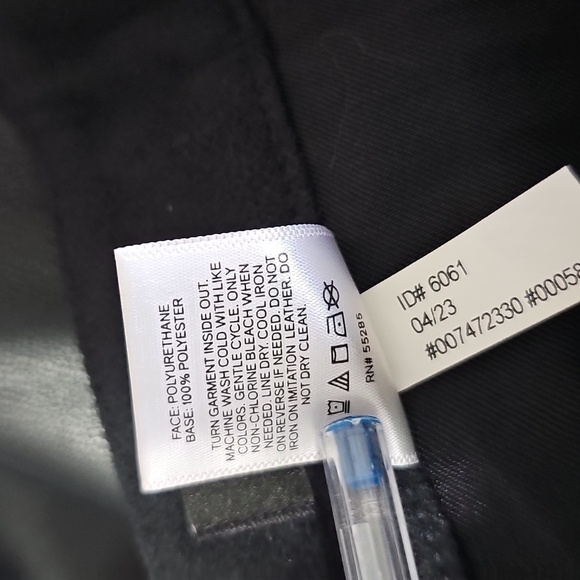 FACE: POLYURETHANE
BASE: 100% POLYESTER
TURN GARMENT INSIDE OUT.
MACHINE WASH COLD WITH LIKE
COLORS. GENTLE CYCLE. ONLY
NON-CHLORINE BLEACH WHEN
NEEDED. LINE DRY. COOL IRON
ON REVERSE IF NEEDED. DO NOT
IRON ON IMITATION LEATHER. DO
NOT DRY CLEAN.
RN# 55285
ID# 6061
04/23
#007472330 #00058